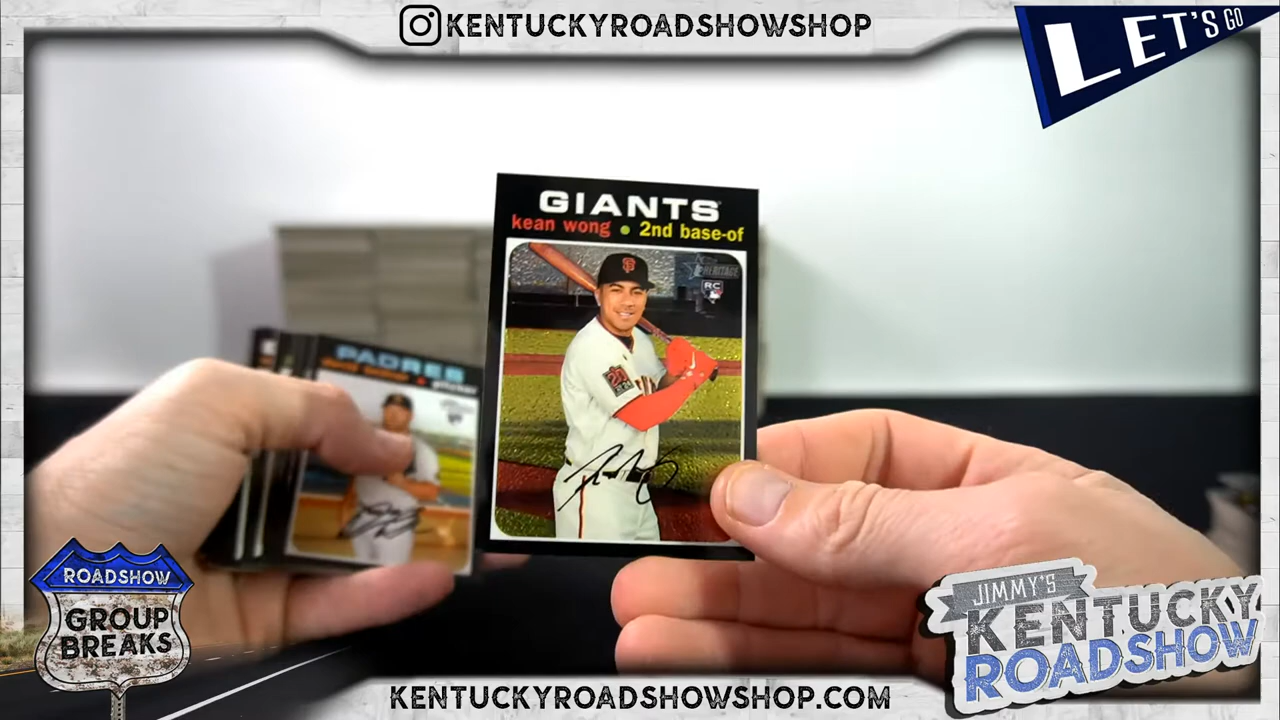 KENTUCKYROADSHOWSHOP
LET'S GO
GIANTS
kean wong • 2nd base-of
HERITAGE
RC
PADRES
pitcher
ROADSHOW
GROUP
BREAKS
JIMMY'S
KENTUCKY
ROADSHOW
KENTUCKYROADSHOWSHOP.COM